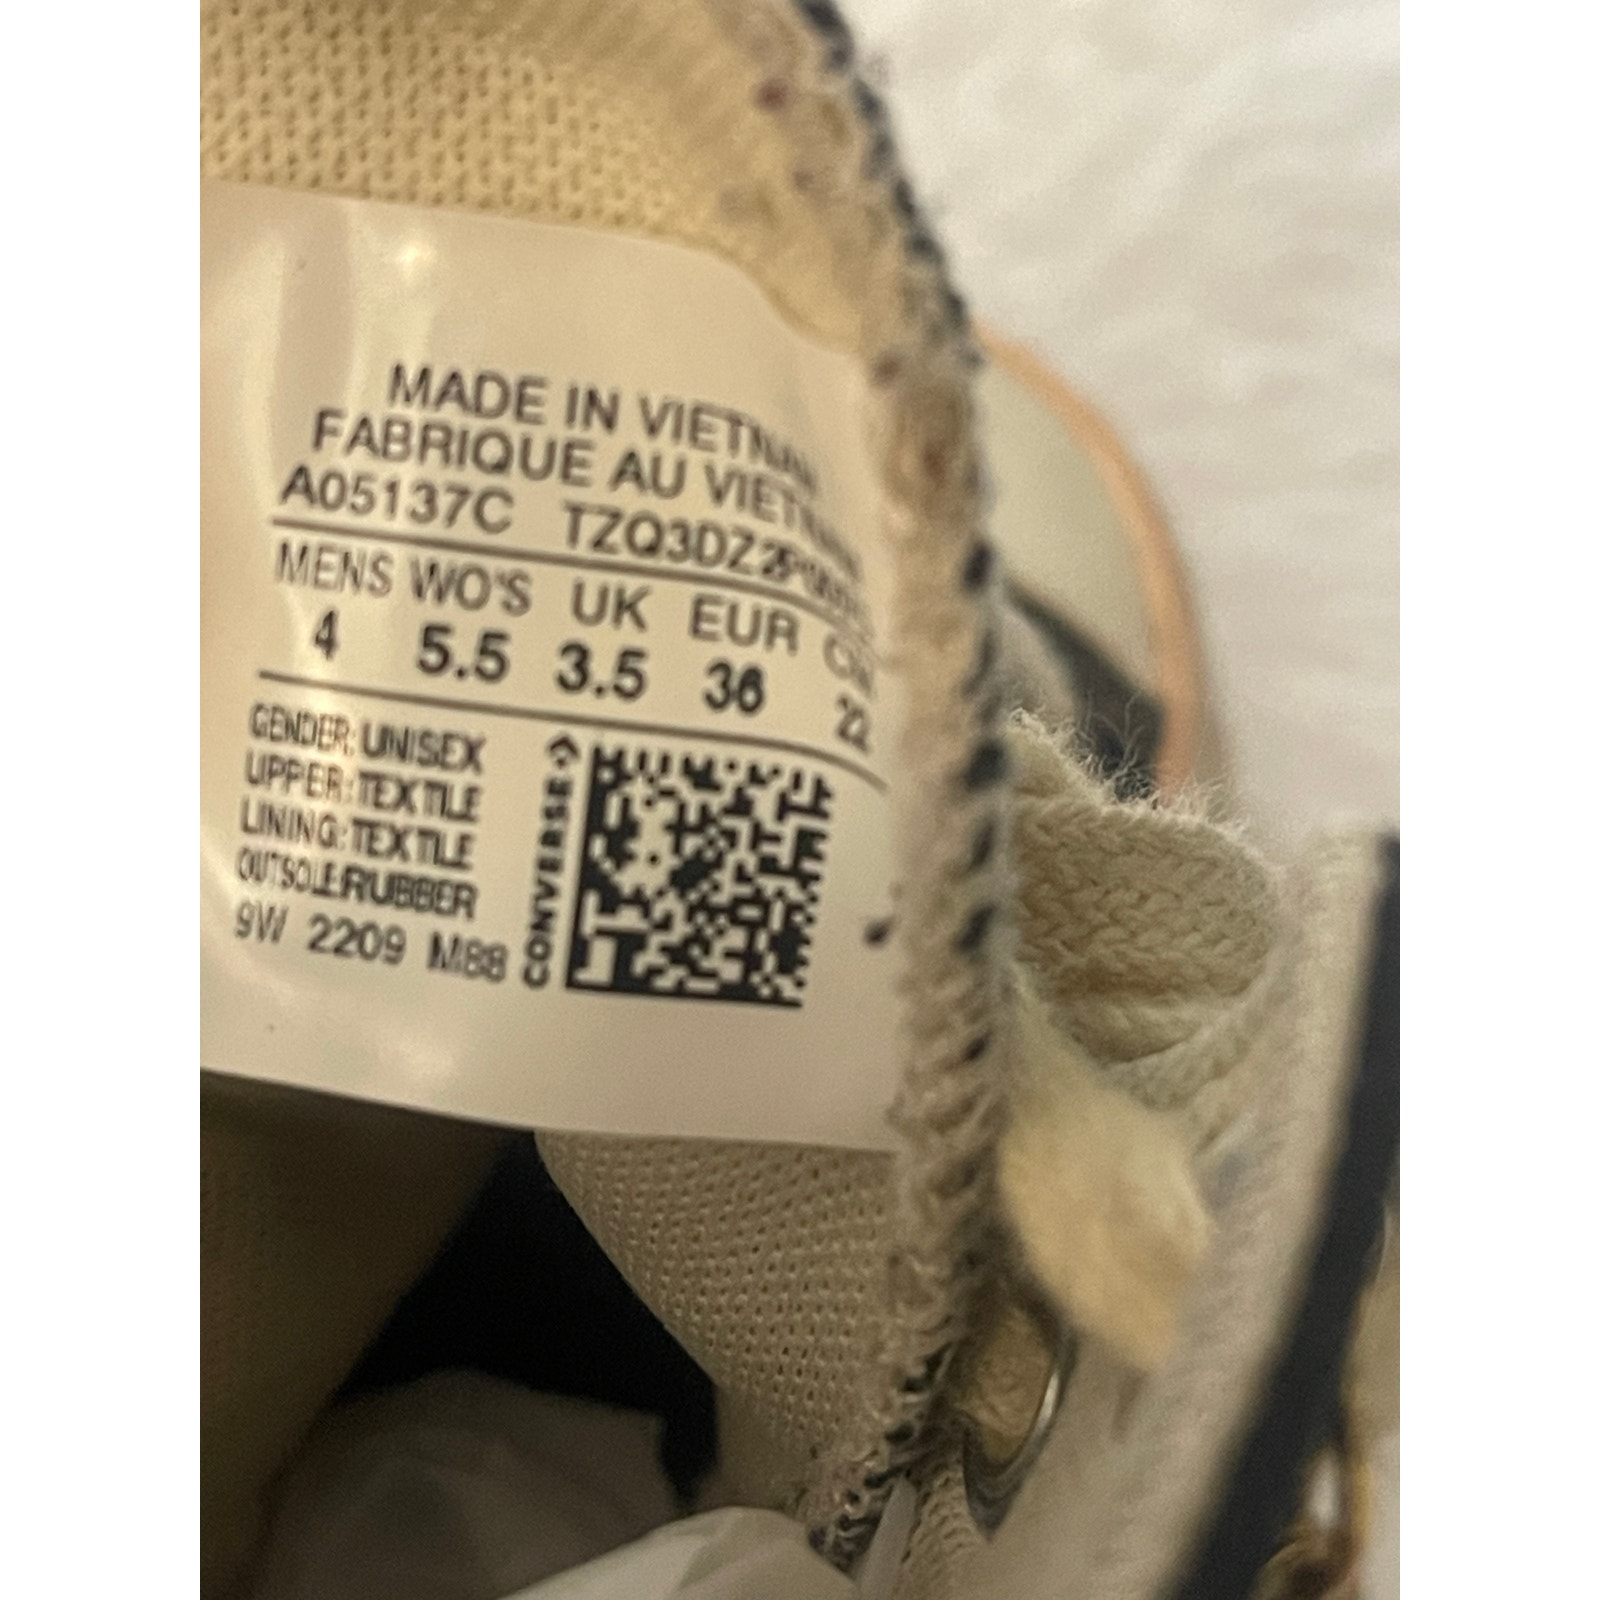 MADE IN VIETNAM
FABRIQUE AU VIETNAM
A05137C
MENS WO'S UK EUR
4 5.5 3.5 36
GENDER: UNISEX
UPPER: TEXTILE
LINING: TEXTILE
OUTSOLE: RUBBER
9W 2209 M88
CONVERSE